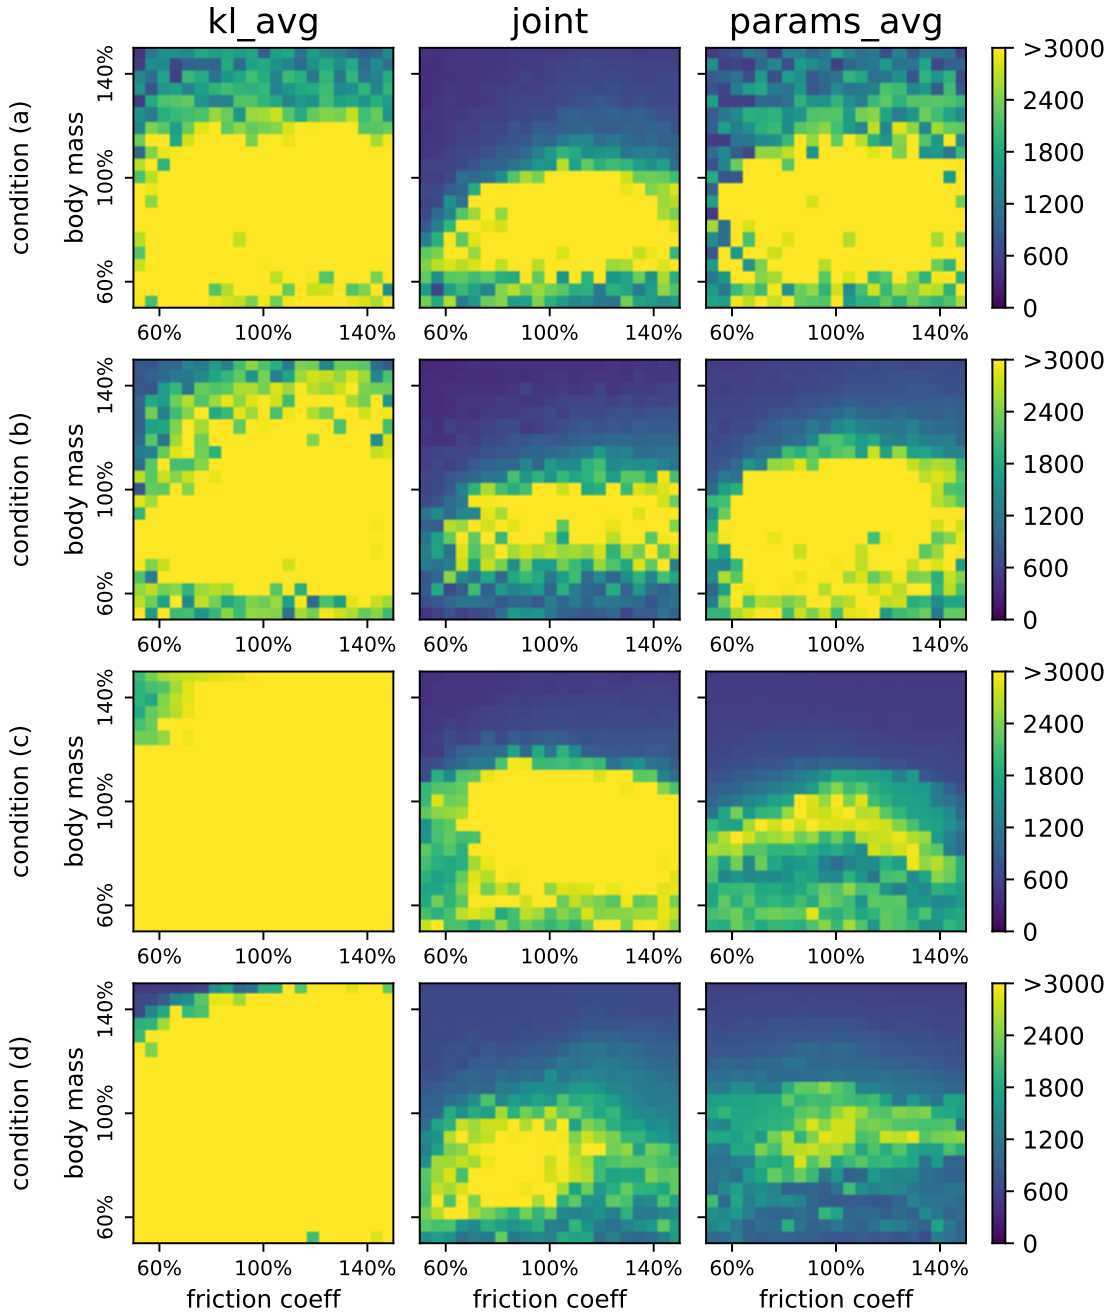 kl_avg joint params_avg
condition (a)
body mass
140%
100%
60%
60% 100% 140% 60% 100% 140% 60% 100% 140%
>3000
2400
1800
1200
600
0
condition (b)
body mass
140%
100%
60%
60% 100% 140% 60% 100% 140% 60% 100% 140%
>3000
2400
1800
1200
600
0
condition (c)
body mass
140%
100%
60%
60% 100% 140% 60% 100% 140% 60% 100% 140%
>3000
2400
1800
1200
600
0
condition (d)
body mass
140%
100%
60%
60% 100% 140% 60% 100% 140% 60% 100% 140%
>3000
2400
1800
1200
600
0
friction coeff friction coeff friction coeff